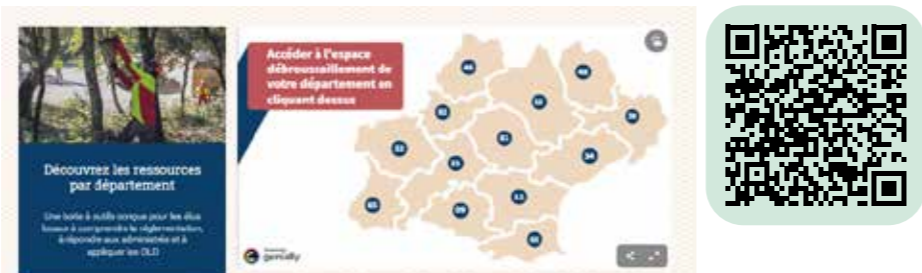 Découvrez les ressources
par département
Une boîte à outils conçue pour les élus
locaux à comprendre la réglementation,
à répondre aux administrés et à
appliquer les OLD
Accéder à l'espace
débroussaillement de
votre département en
cliquant dessus
46
48
82
12
30
32
81
31
34
65
09
11
66
genially